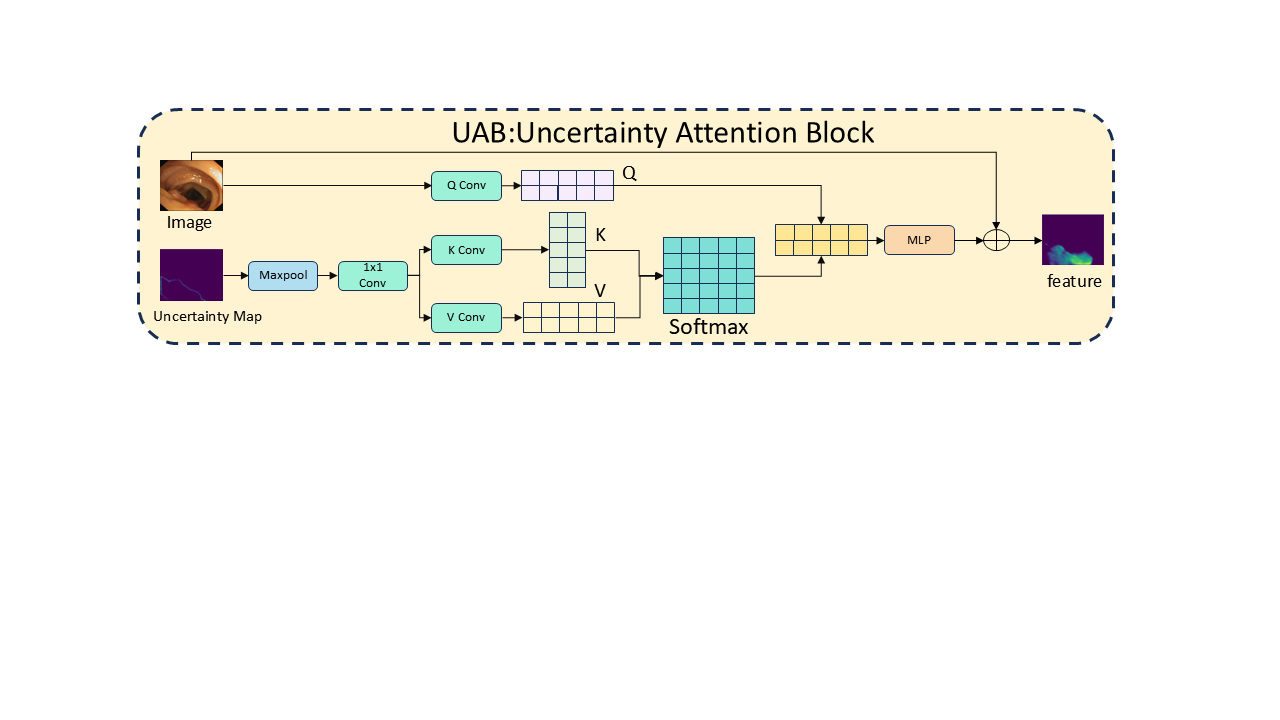 UAB:Uncertainty Attention Block
Image
Q Conv
Q
Uncertainty Map
Maxpool
1x1
Conv
K Conv
K
V Conv
V
Softmax
MLP
feature